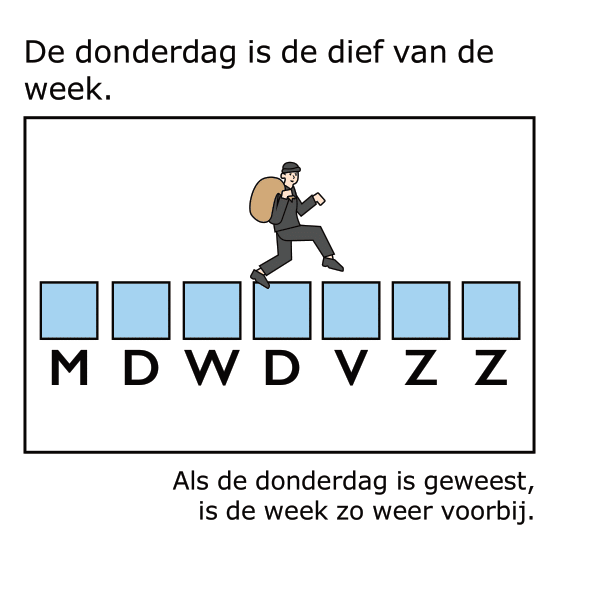 De donderdag is de dief van de
week.
M D W D V Z Z
Als de donderdag is geweest,
is de week zo weer voorbij.